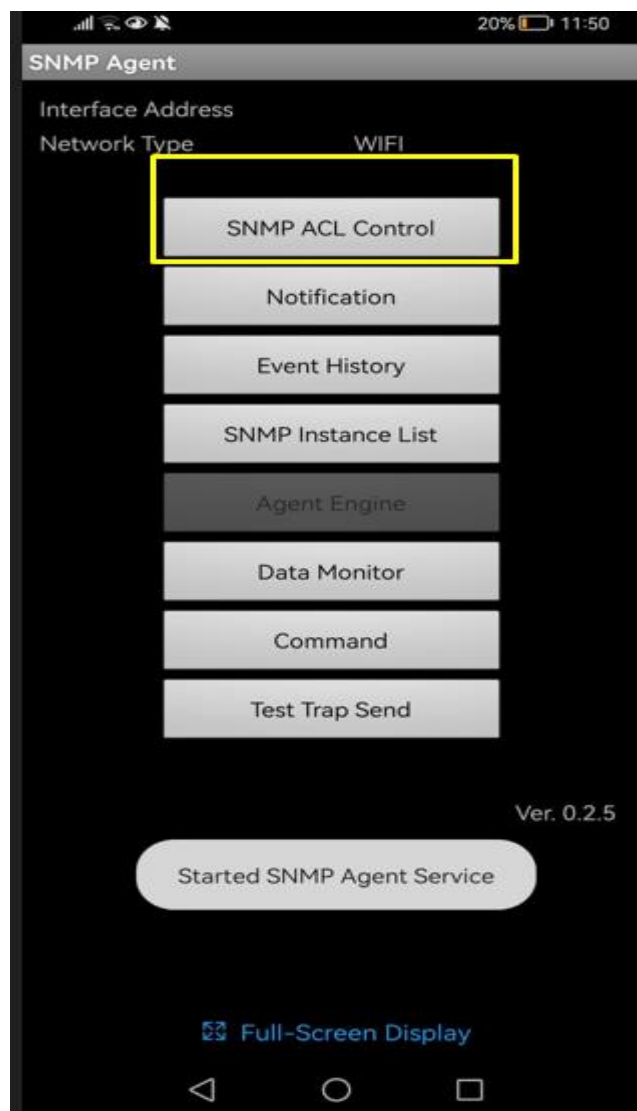 20% 11:50
SNMP Agent
Interface Address
Network Type WIFI
SNMP ACL Control
Notification
Event History
SNMP Instance List
Agent Engine
Data Monitor
Command
Test Trap Send
Ver. 0.2.5
Started SNMP Agent Service
Full-Screen Display